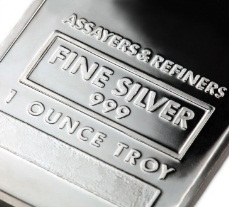 ASSAYERS & REFINERS
FINE SILVER
999
1 OUNCE TROY